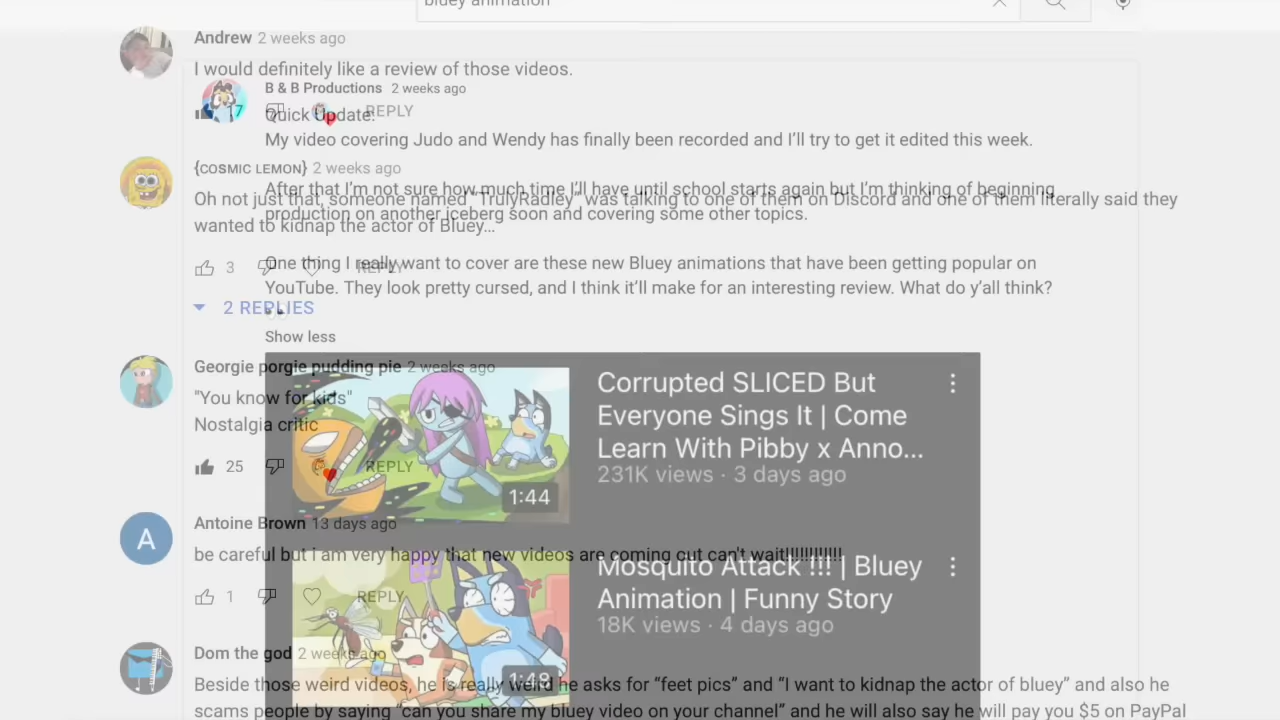 bluey animation
Andrew 2 weeks ago
I would definitely like a review of those videos.
B & B Productions 2 weeks ago
7
REPLY
Quick Update:
My video covering Judo and Wendy has finally been recorded and I'll try to get it edited this week.
{COSMIC LEMON} 2 weeks ago
After that I'm not sure how much time I'll have until school starts again but I'm thinking of beginning
Oh not just that, someone named "TrulyRadley" was talking to one of them on Discord and one of them literally said they
production on another iceberg soon and covering some other topics.
wanted to kidnap the actor of Bluey...
One thing I really want to cover are these new Bluey animations that have been getting popular on
3
REPLY
YouTube. They look pretty cursed, and I think it'll make for an interesting review. What do y'all think?
2 REPLIES
Show less
Georgie porgie pudding pie 2 weeks ago
"You know for kids"
Nostalgia critic
25
REPLY
Corrupted SLICED But
Everyone Sings It | Come
Learn With Pibby x Anno...
231K views · 3 days ago
1:44
Antoine Brown 13 days ago
A
be careful but i am very happy that new videos are coming out can't wait!!!!!!!!!!!!
1
REPLY
Mosquito Attack !!! | Bluey
Animation | Funny Story
18K views · 4 days ago
1:48
Dom the god 2 weeks ago
Beside those weird videos, he is really weird he asks for "feet pics" and "I want to kidnap the actor of bluey" and also he
scams people by saying "can you share my bluey video on your channel" and he will also say he will pay you $5 on PayPal